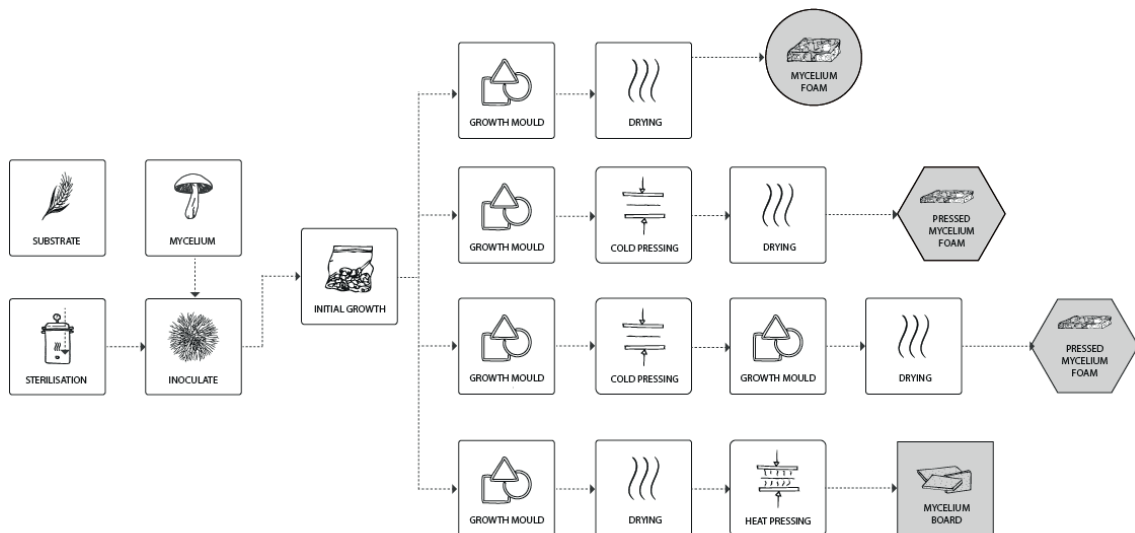 GROWTH MOULD
DRYING
MYCELIUM
FOAM
SUBSTRATE
MYCELIUM
GROWTH MOULD
COLD PRESSING
DRYING
PRESSED
MYCELIUM
FOAM
INITIAL GROWTH
STERILISATION
INOCULATE
GROWTH MOULD
COLD PRESSING
GROWTH MOULD
DRYING
PRESSED
MYCELIUM
FOAM
GROWTH MOULD
DRYING
HEAT PRESSING
MYCELIUM
BOARD